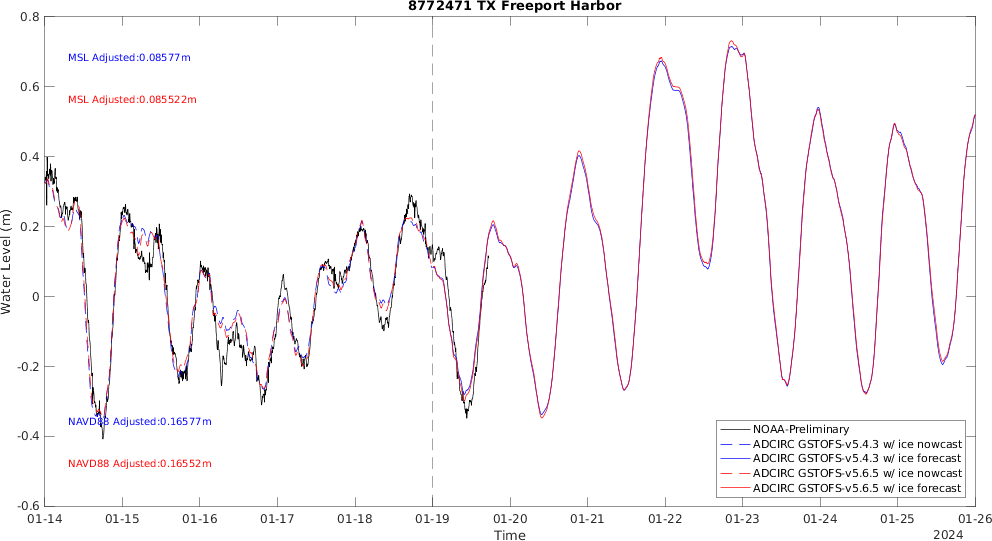 8772471 TX Freeport Harbor
0.8
0.6
0.4
0.2
0
-0.2
-0.4
-0.6
Water Level (m)
MSL Adjusted:0.08577m
MSL Adjusted:0.085522m
NAVD88 Adjusted:0.16577m
NAVD88 Adjusted:0.16552m
NOAA-Preliminary
ADCIRC GSTOFS-v5.4.3 w/ ice nowcast
ADCIRC GSTOFS-v5.4.3 w/ ice forecast
ADCIRC GSTOFS-v5.6.5 w/ ice nowcast
ADCIRC GSTOFS-v5.6.5 w/ ice forecast
01-14 01-15 01-16 01-17 01-18 01-19 01-20 01-21 01-22 01-23 01-24 01-25 01-26
Time
2024